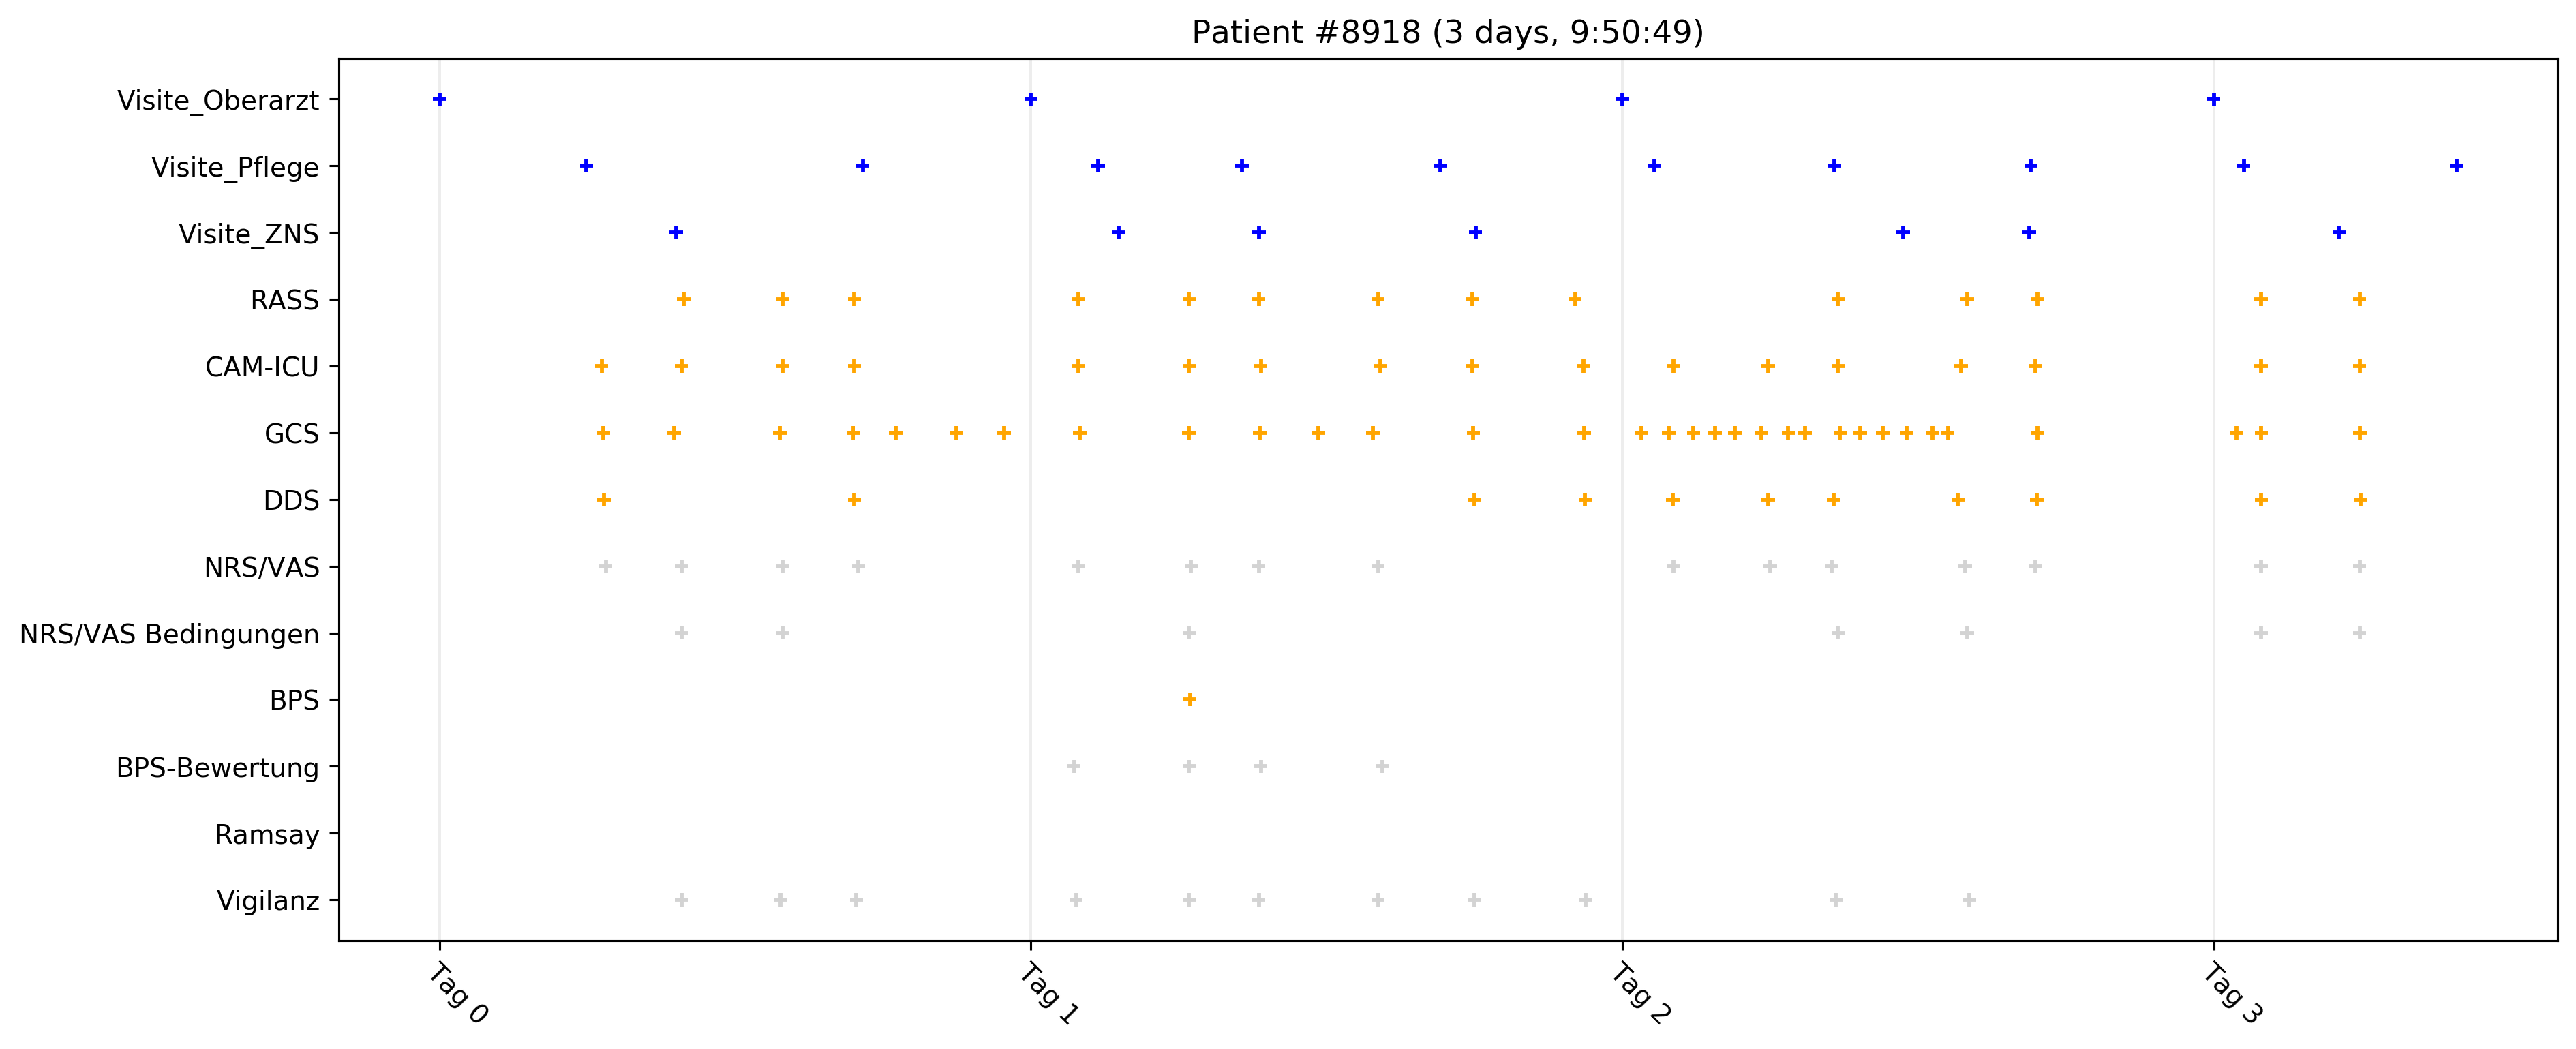 Patient #8918 (3 days, 9:50:49)
Visite_Oberarzt
Visite_Pflege
Visite_ZNS
RASS
CAM-ICU
GCS
DDS
NRS/VAS
NRS/VAS Bedingungen
BPS
BPS-Bewertung
Ramsay
Vigilanz
Tag 0
Tag 1
Tag 2
Tag 3